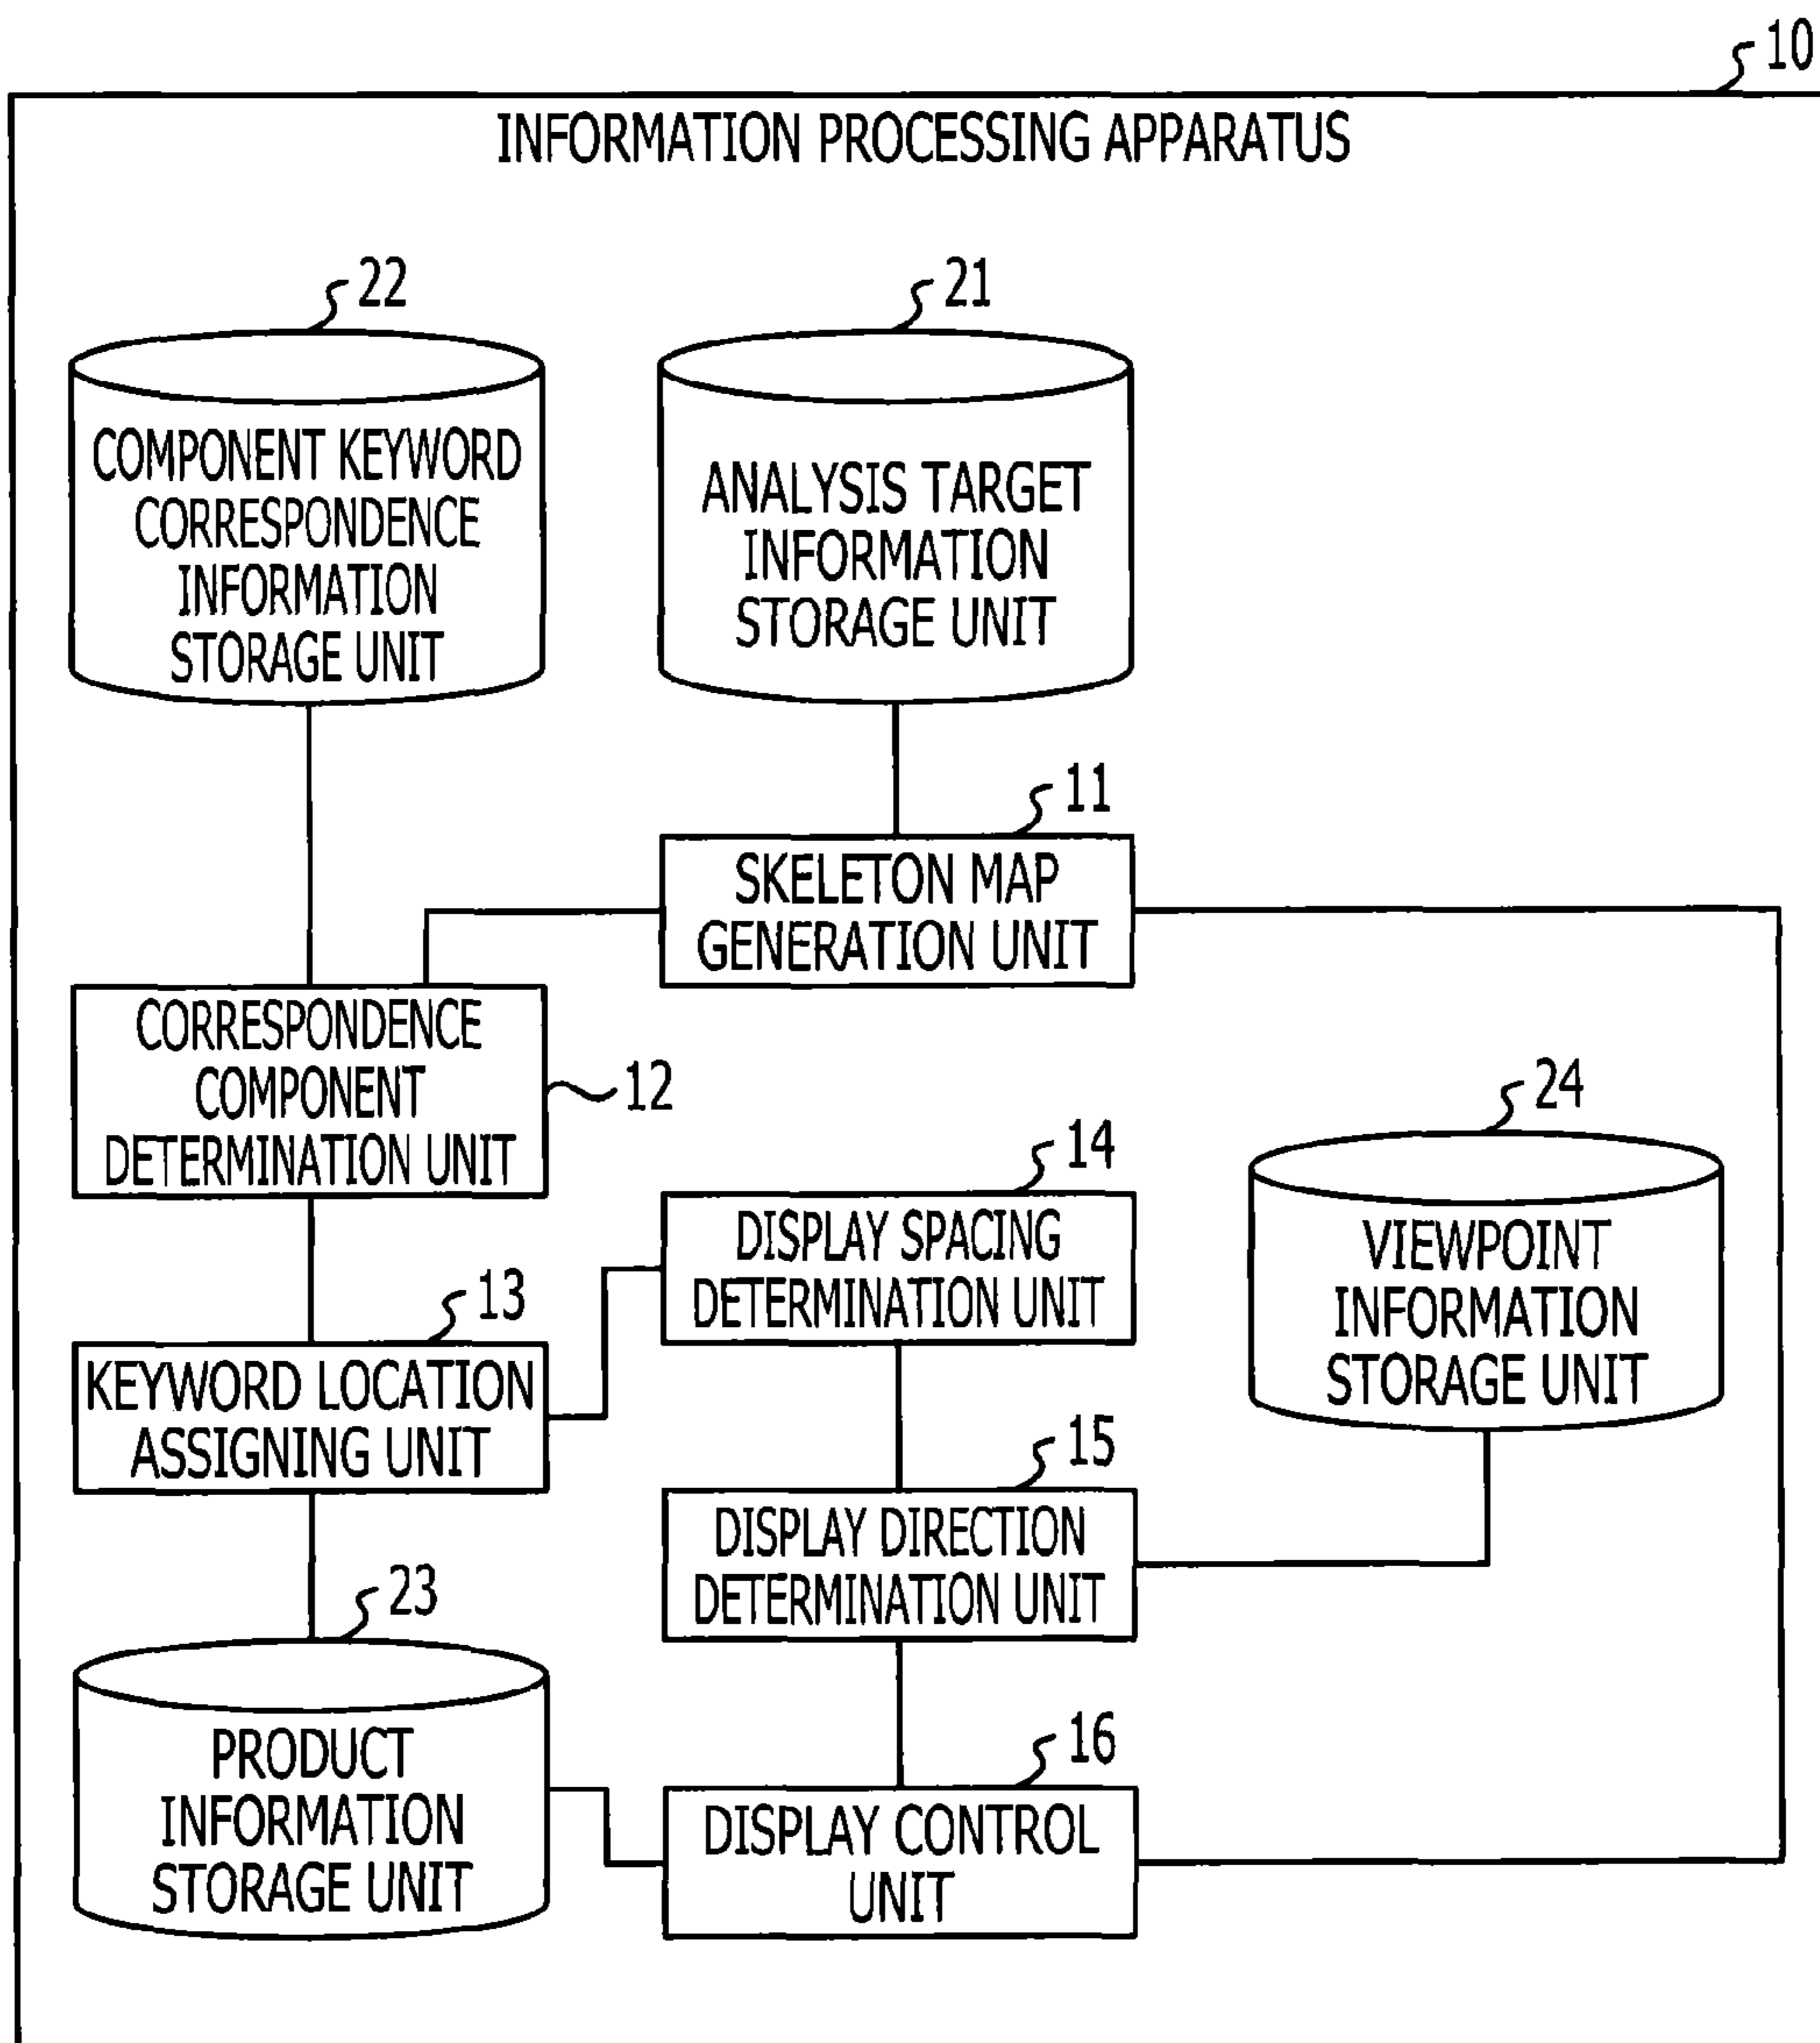 10
INFORMATION PROCESSING APPARATUS
22
COMPONENT KEYWORD
CORRESPONDENCE
INFORMATION
STORAGE UNIT
21
ANALYSIS TARGET
INFORMATION
STORAGE UNIT
11
SKELETON MAP
GENERATION UNIT
CORRESPONDENCE
COMPONENT
DETERMINATION UNIT
12
14
DISPLAY SPACING
DETERMINATION UNIT
24
VIEWPOINT
INFORMATION
STORAGE UNIT
13
KEYWORD LOCATION
ASSIGNING UNIT
15
DISPLAY DIRECTION
DETERMINATION UNIT
23
PRODUCT
INFORMATION
STORAGE UNIT
16
DISPLAY CONTROL
UNIT